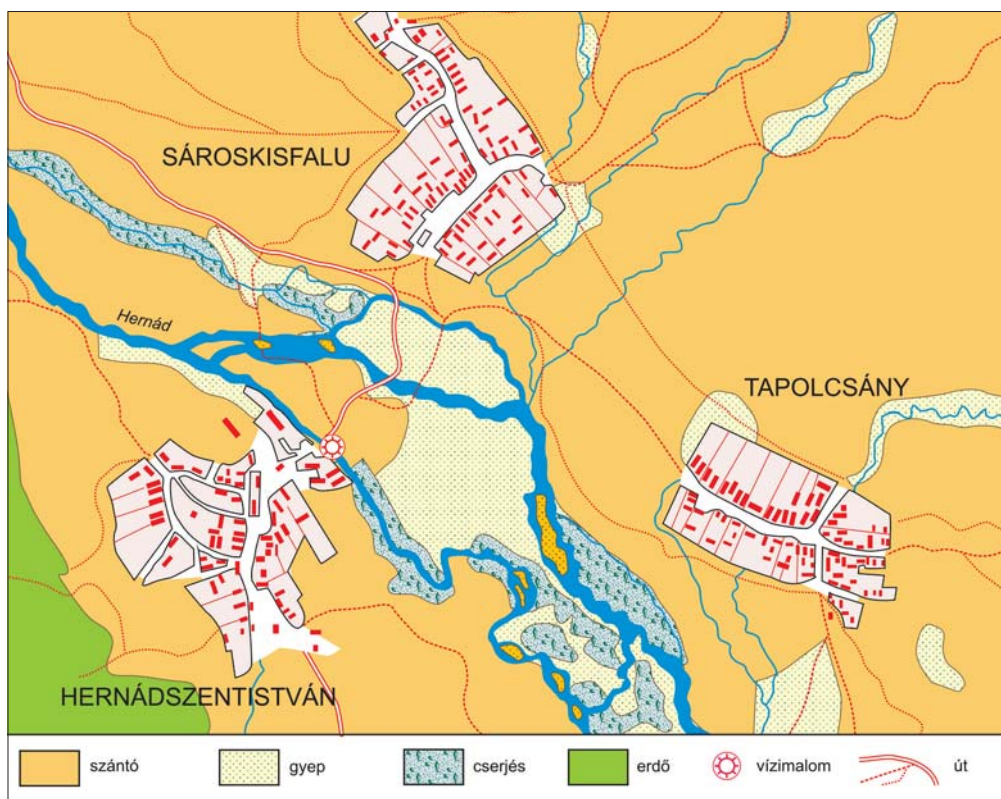 SÁROSKISFALU
Hernád
TAPOLCSÁNY
HERNÁDSZENTISTVÁN
szántó
gyep
cserjés
erdő
vízimalom
út